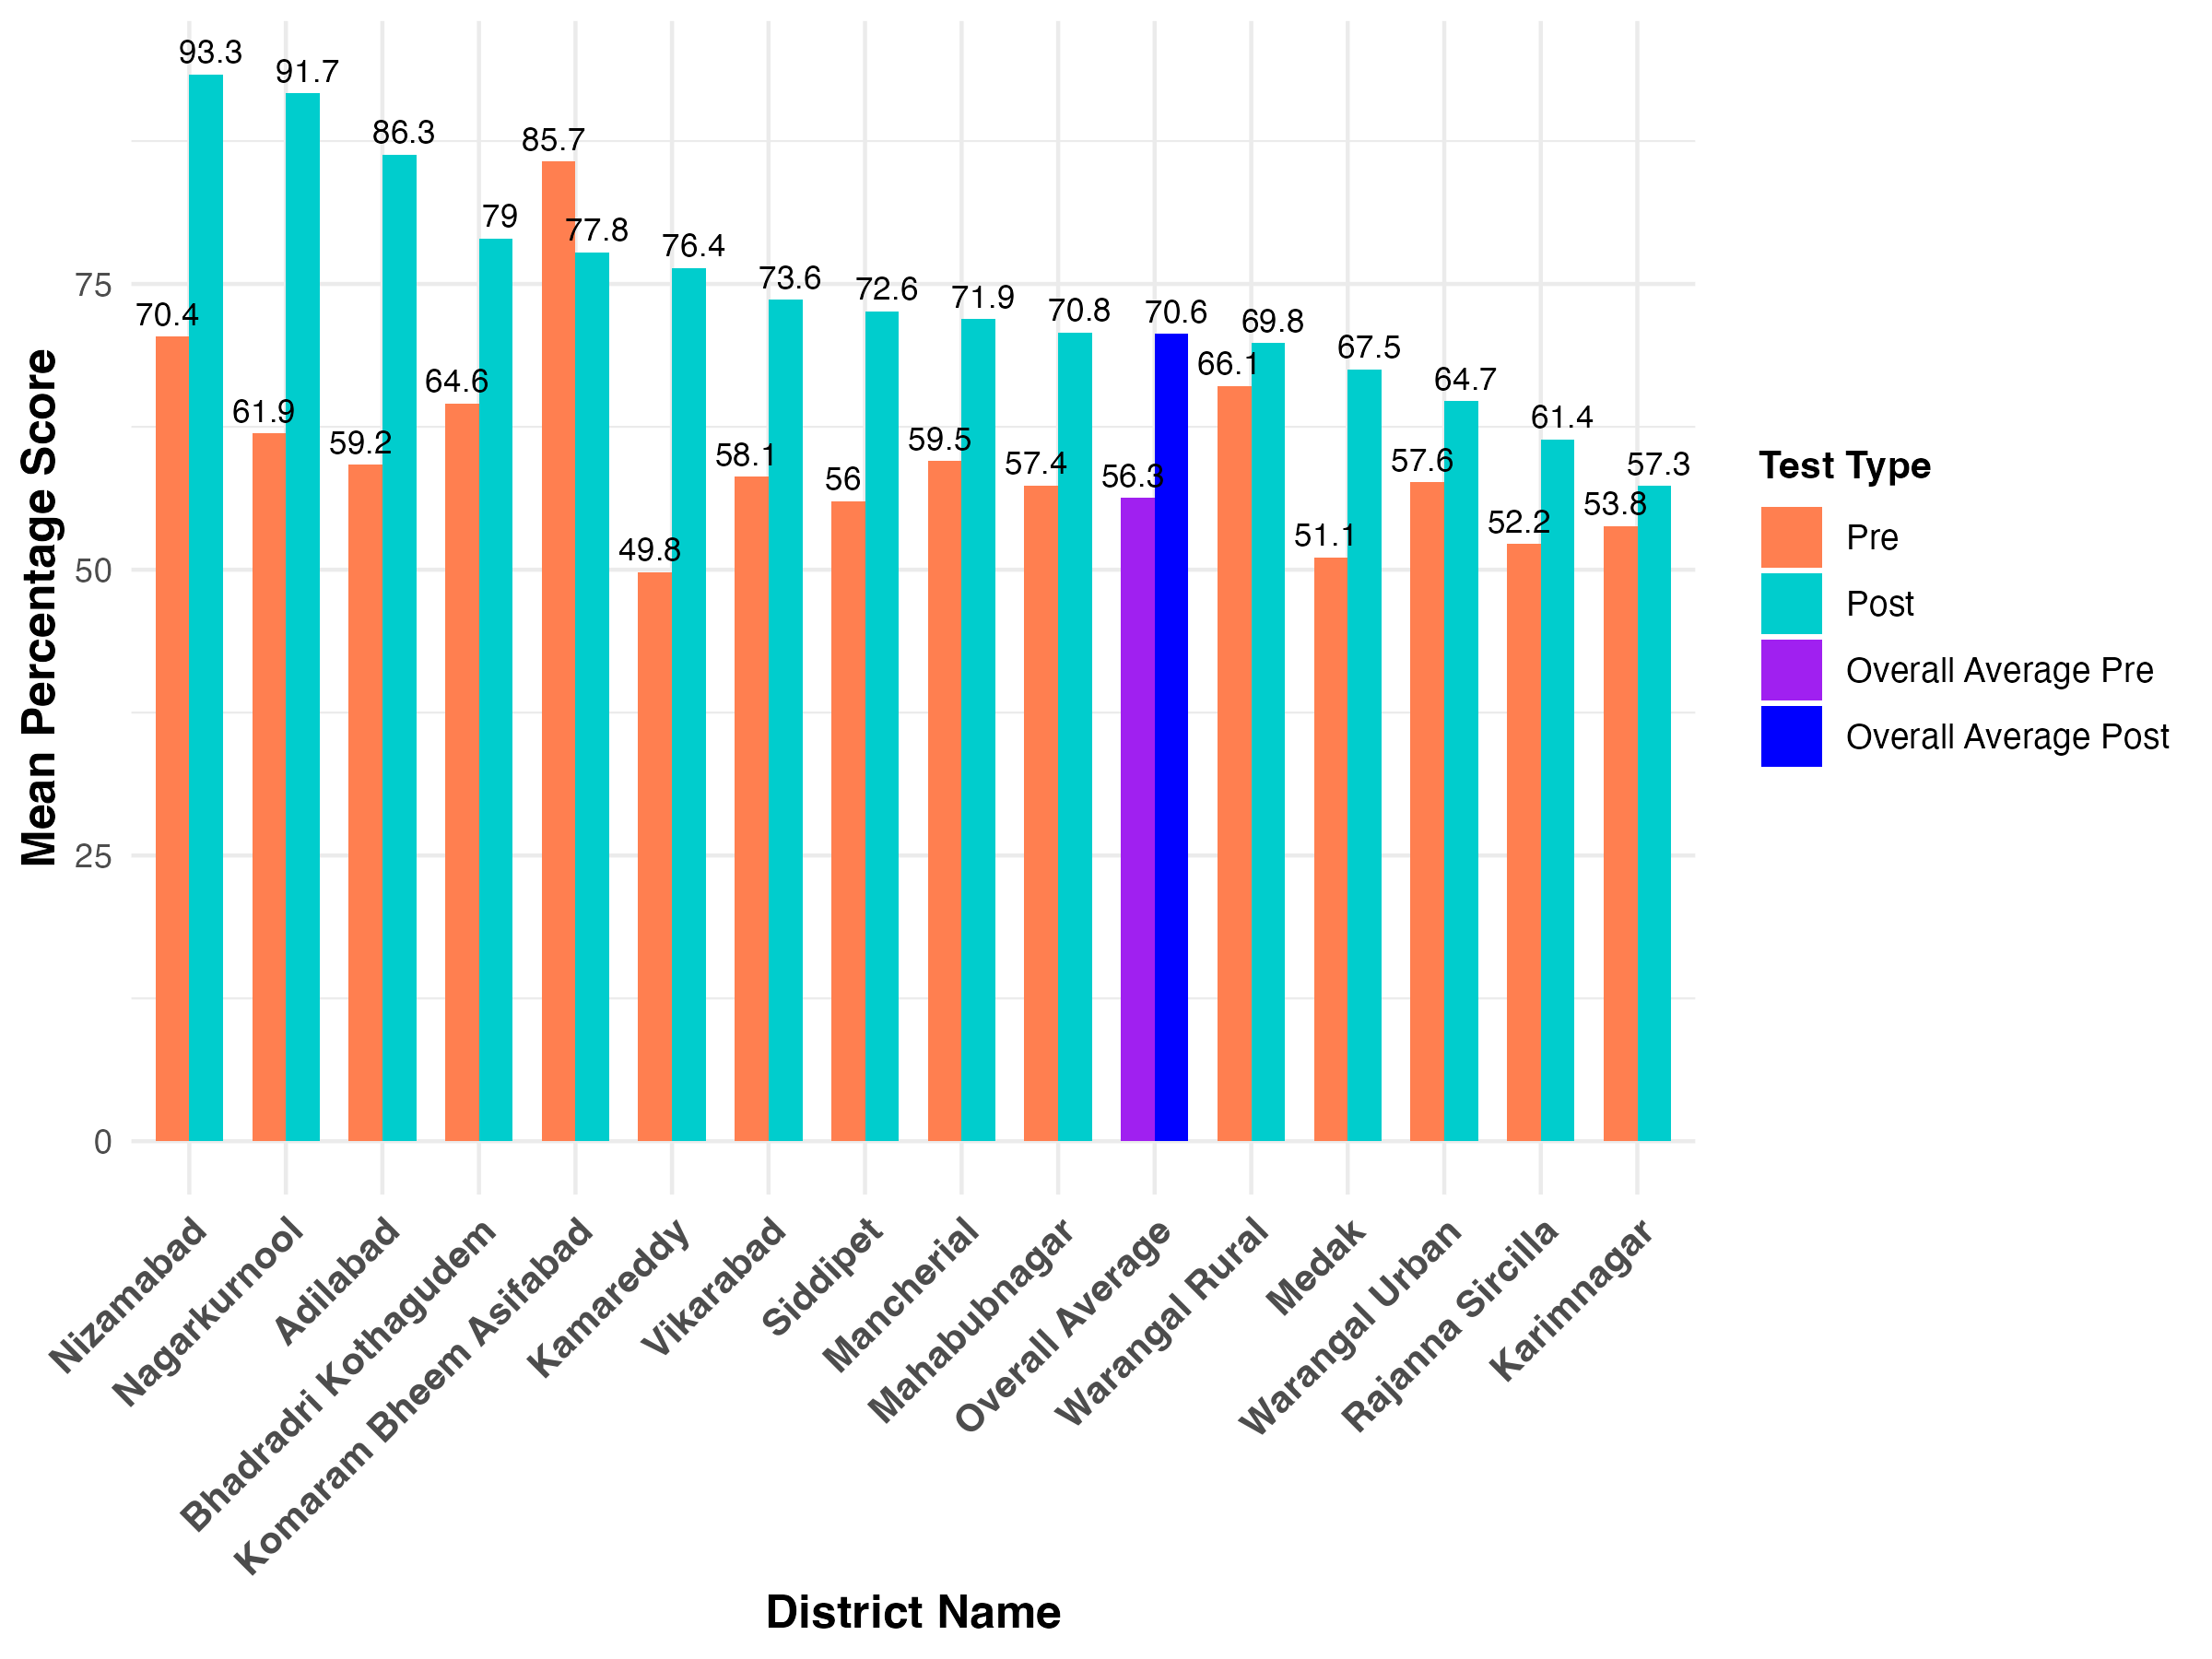 93.3
91.7
86.3
85.7
79
77.8
76.4
73.6
72.6
71.9
70.8
70.6
69.8
70.4
66.1
67.5
64.6
64.7
61.9
61.4
59.2
59.5
58.1
57.4
57.6
57.3
56
56.3
53.8
52.2
51.1
49.8
75
50
25
0
Mean Percentage Score
Test Type
Pre
Post
Overall Average Pre
Overall Average Post
Nizamabad
Nagarkurnool
Adilabad
Bhadradri Kothagudem
Komaram Bheem Asifabad
Kamareddy
Vikarabad
Siddipet
Mancherial
Mahabubnagar
Overall Average
Warangal Rural
Medak
Warangal Urban
Rajanna Sircilla
Karimnagar
District Name